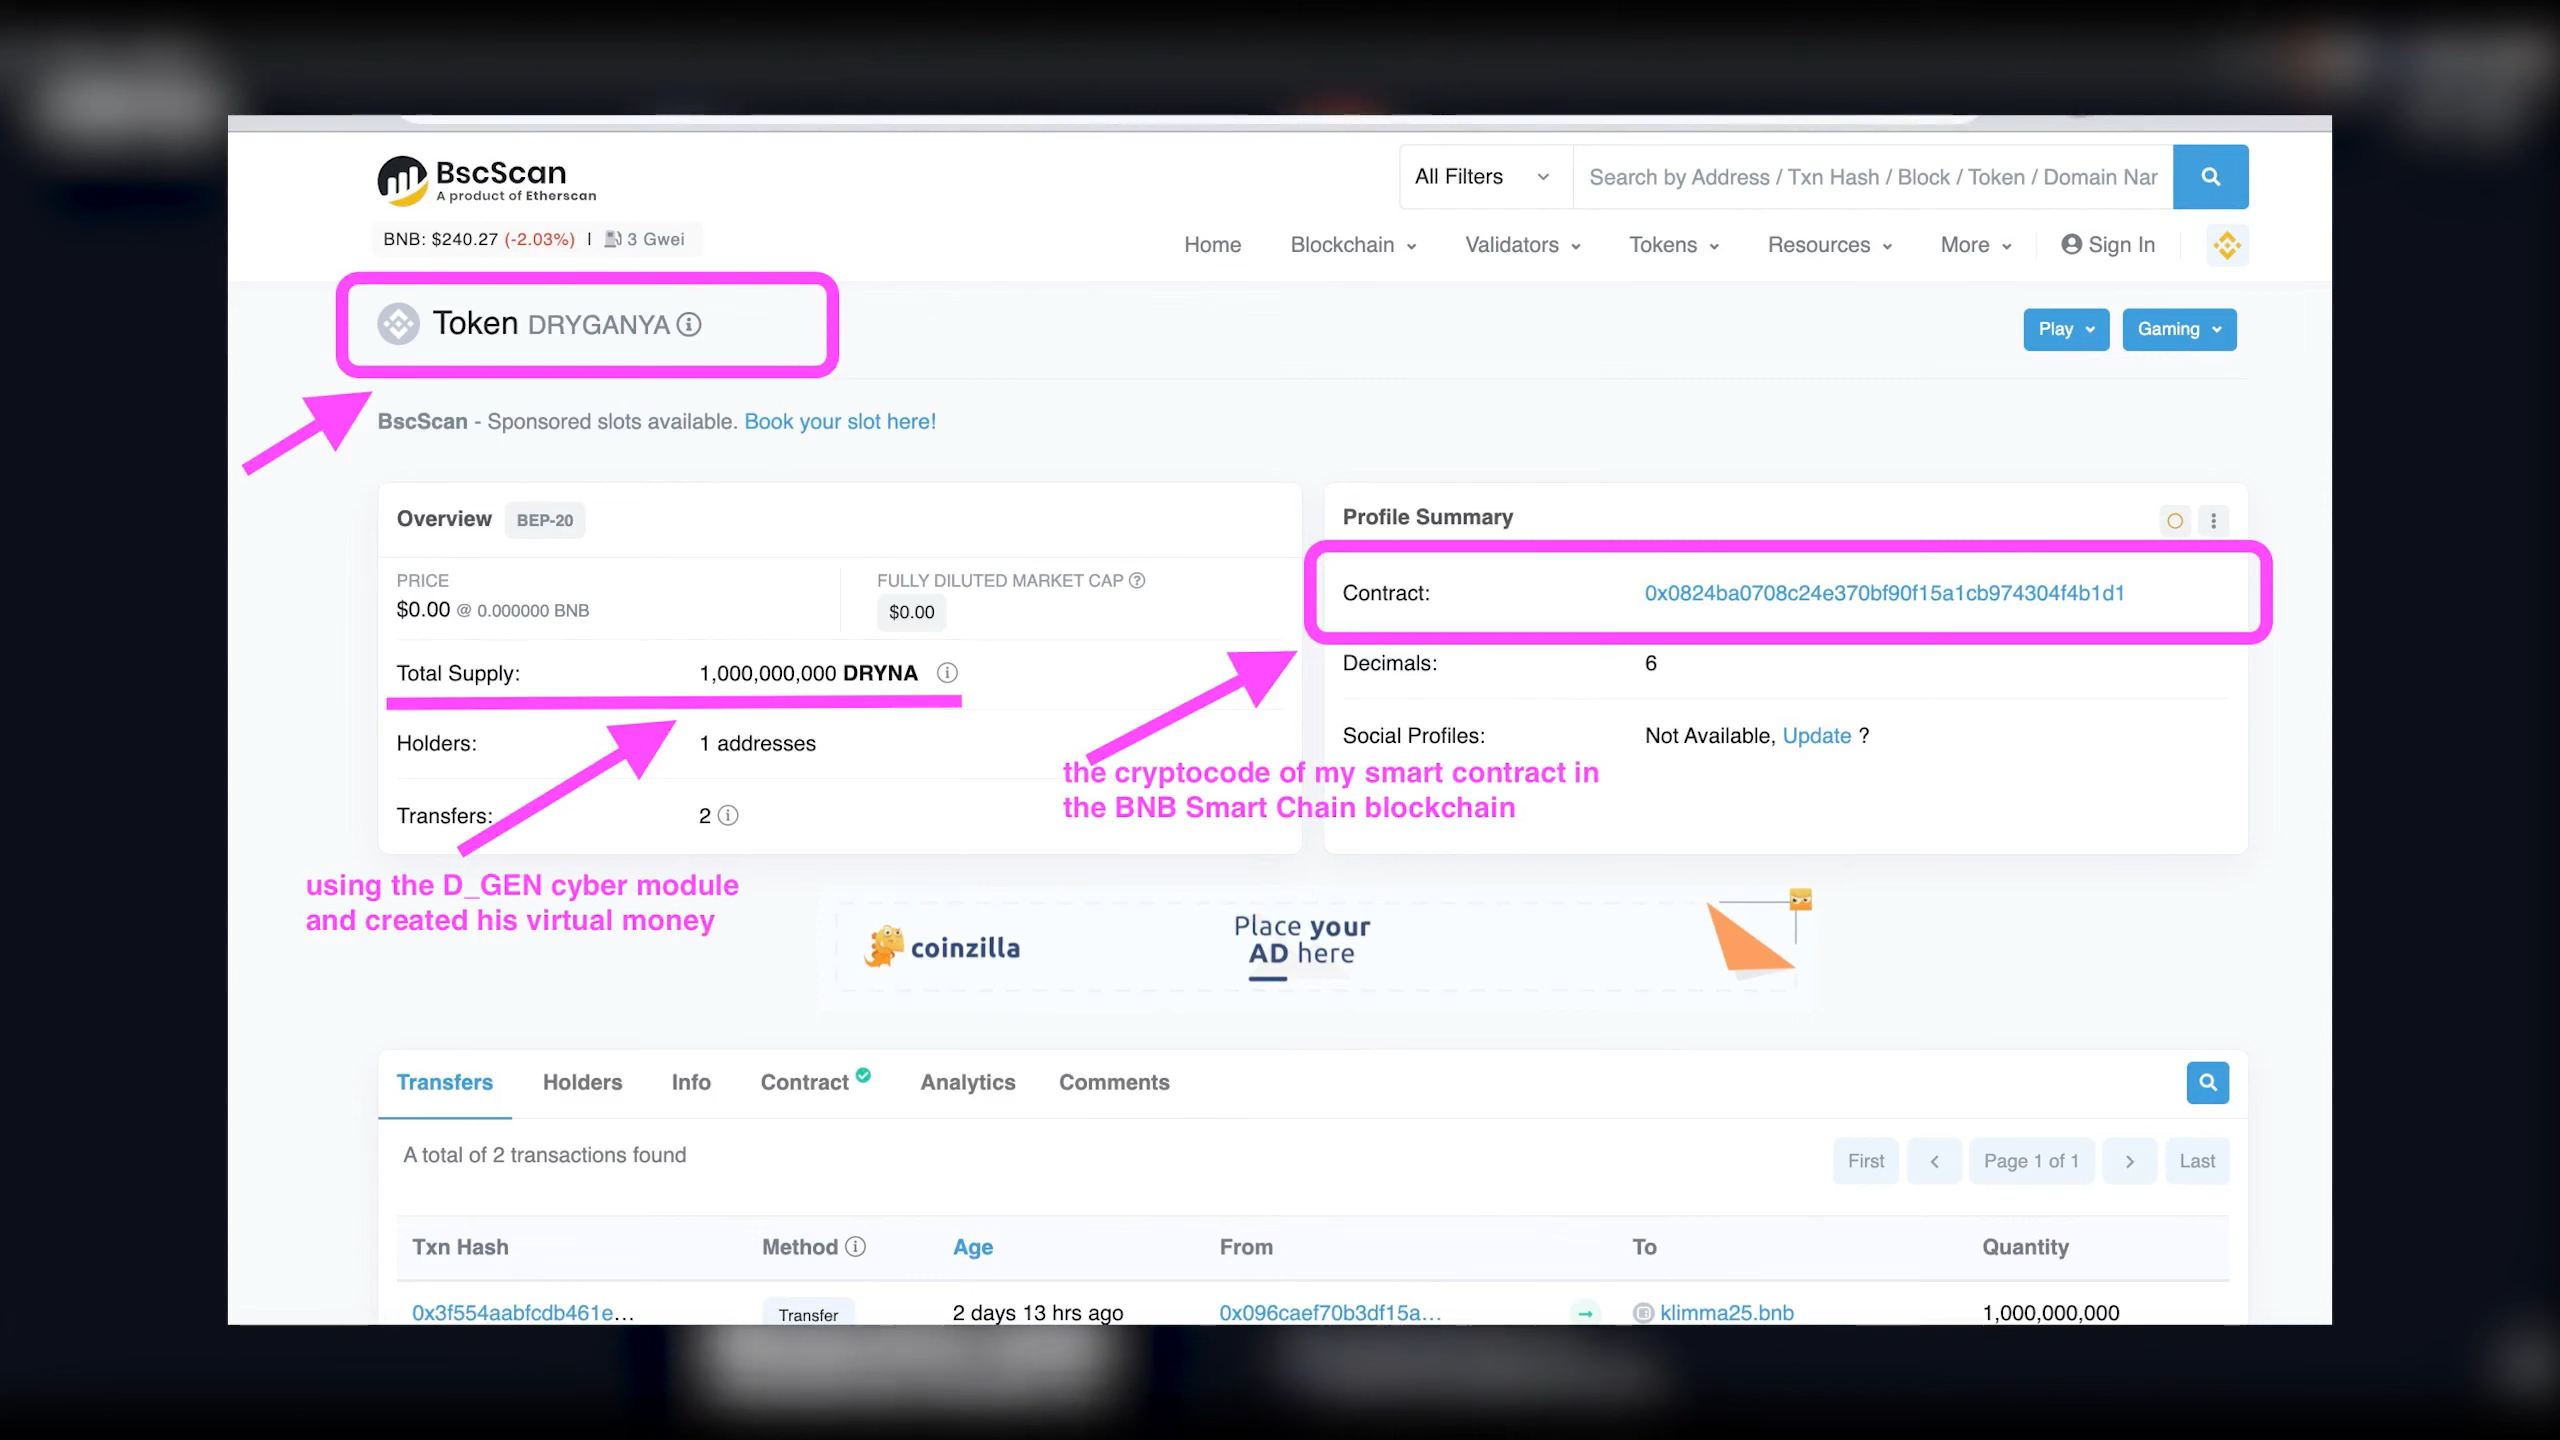 BscScan
A product of Etherscan
All Filters
Search by Address / Txn Hash / Block / Token / Domain Nar
BNB: $240.27 (-2.03%) | 3 Gwei
Home Blockchain Validators Tokens Resources More Sign In
Token DRYGANYA
Play Gaming
BscScan - Sponsored slots available. Book your slot here!
Overview BEP-20
PRICE
$0.00 @ 0.000000 BNB
FULLY DILUTED MARKET CAP
$0.00
Total Supply: 1,000,000,000 DRYNA
Holders: 1 addresses
Transfers: 2
using the D_GEN cyber module
and created his virtual money
Profile Summary
Contract: 0x0824ba0708c24e370bf90f15a1cb974304f4b1d1
Decimals: 6
Social Profiles: Not Available, Update ?
the cryptocode of my smart contract in
the BNB Smart Chain blockchain
coinzilla
Place your
AD here
Transfers Holders Info Contract Analytics Comments
A total of 2 transactions found
First Page 1 of 1 Last
Txn Hash Method Age From To Quantity
0x3f554aabfcdb461e... Transfer 2 days 13 hrs ago 0x096caef70b3df15a... klimma25.bnb 1,000,000,000